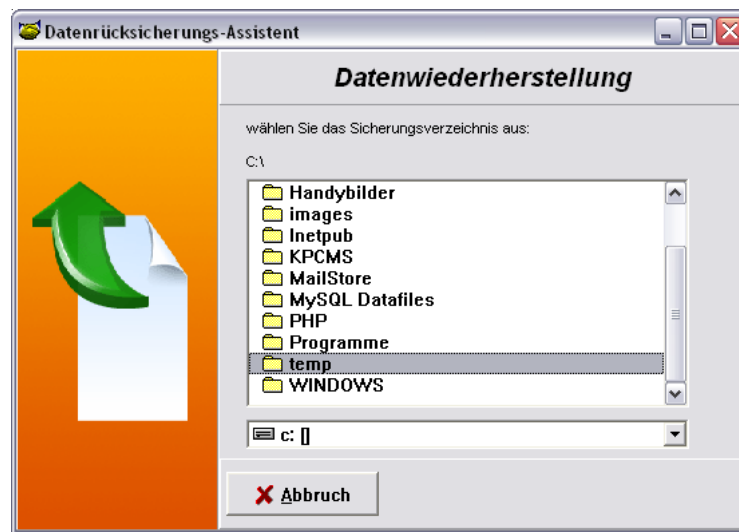 Datenrücksicherungs-Assistent
Datenwiederherstellung
wählen Sie das Sicherungsverzeichnis aus:
C:\
Handybilder
images
Inetpub
KPCMS
MailStore
MySQL Datafiles
PHP
Programme
temp
WINDOWS
c: []
Abbruch